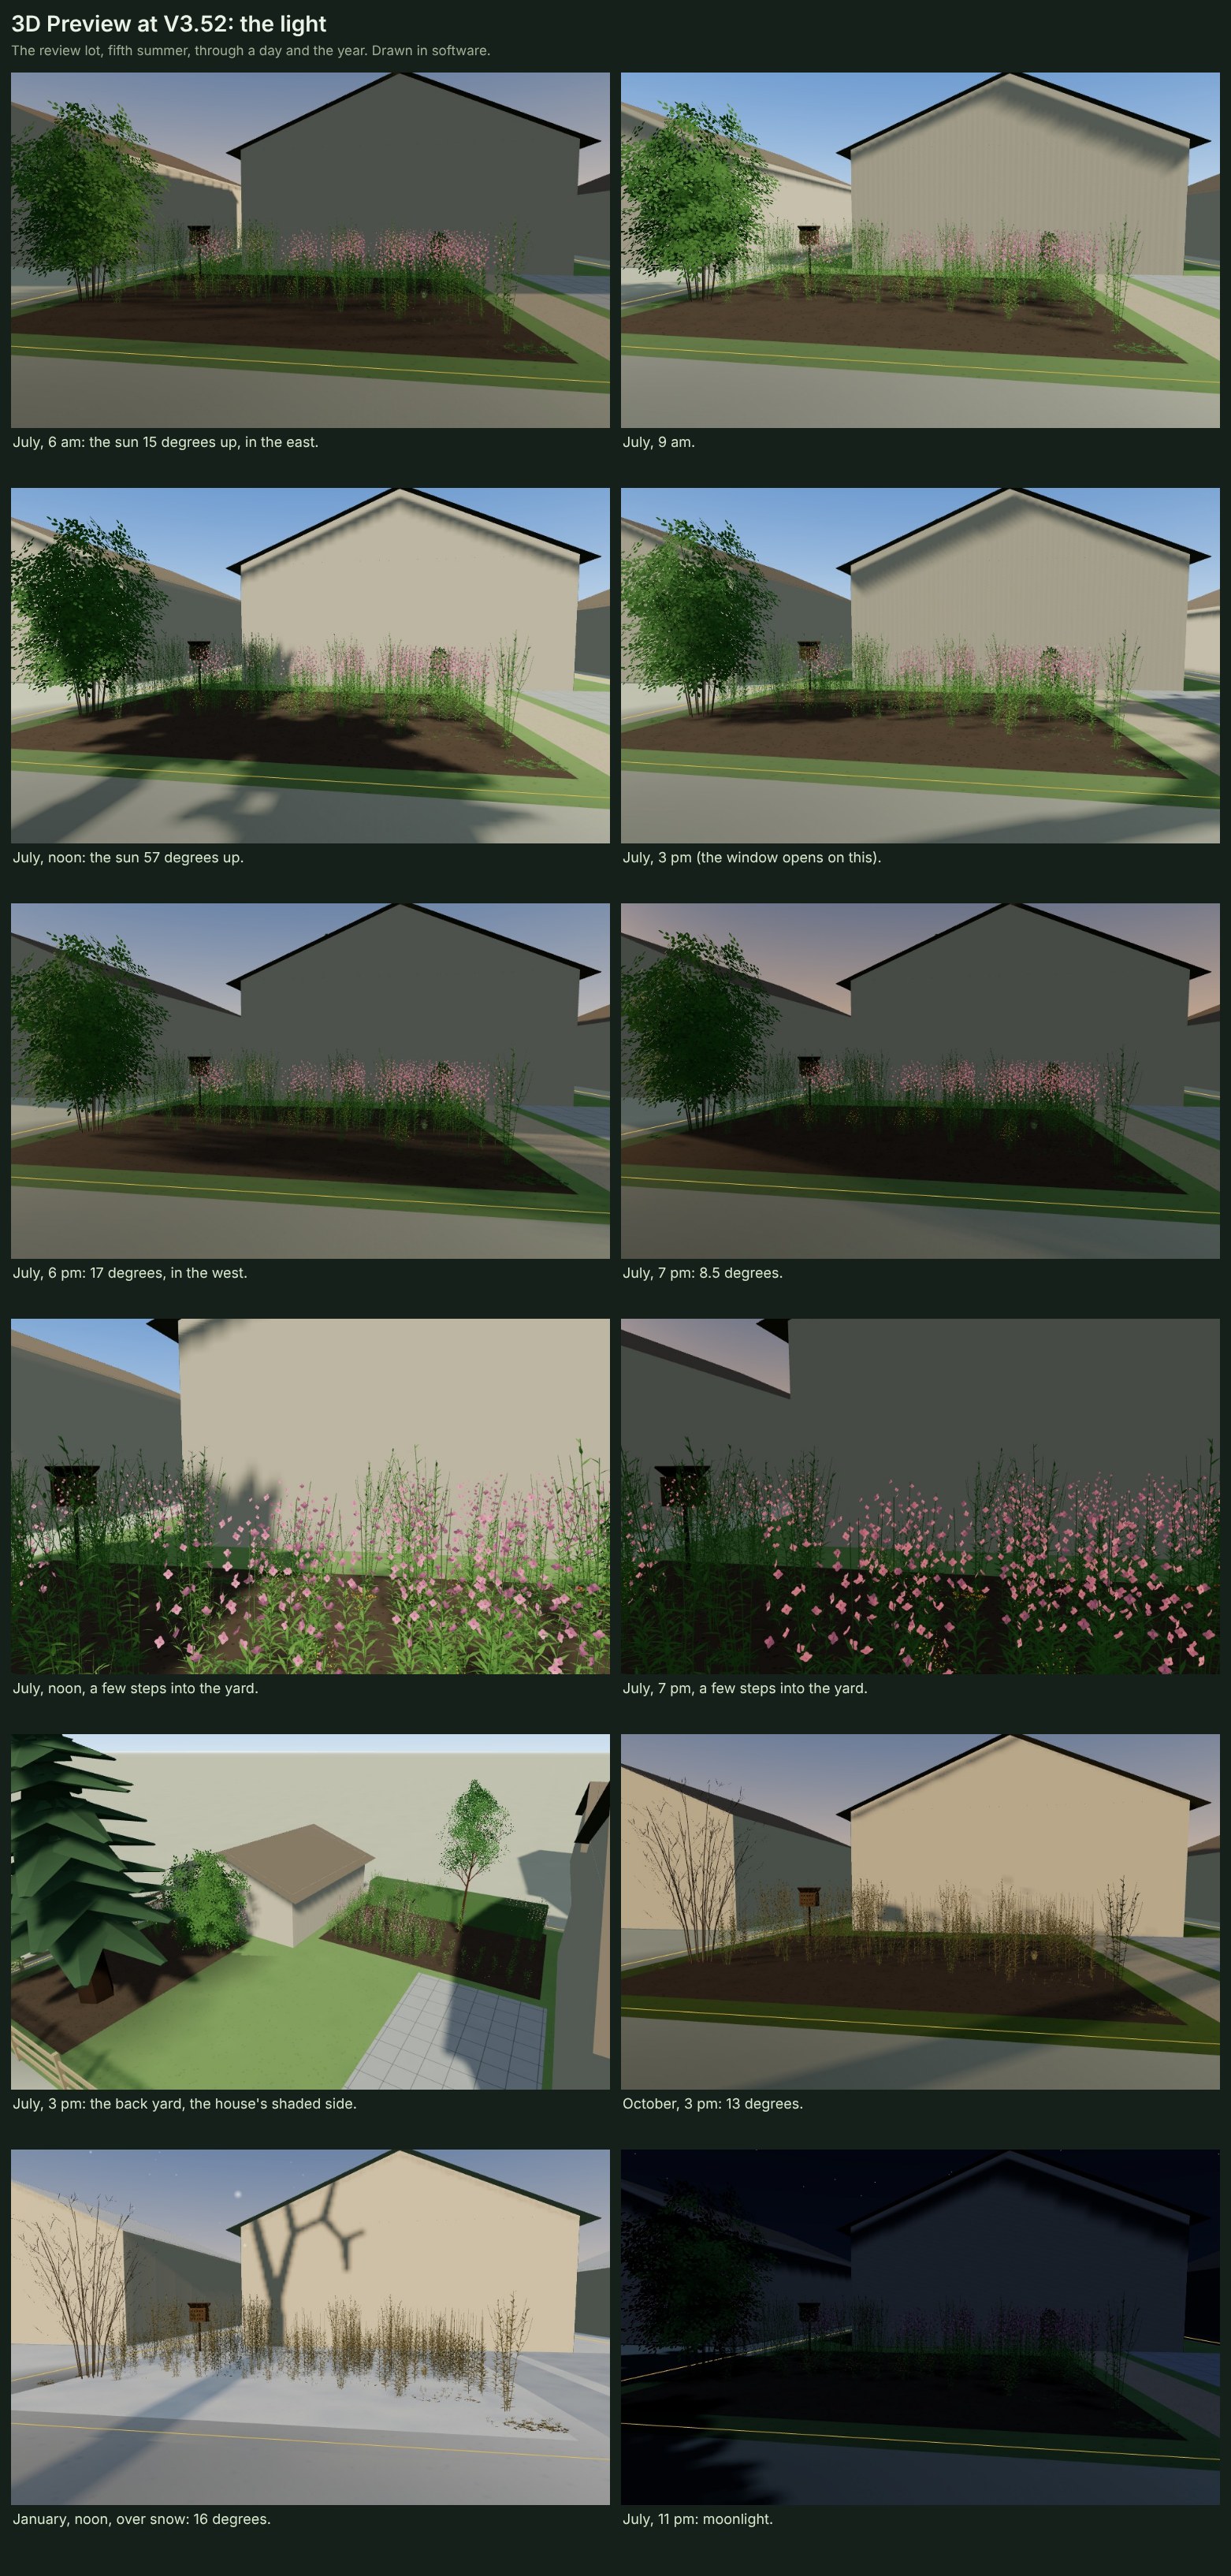 3D Preview at V3.52: the light
The review lot, fifth summer, through a day and the year. Drawn in software.
July, 6 am: the sun 15 degrees up, in the east.
July, 9 am.
July, noon: the sun 57 degrees up.
July, 3 pm (the window opens on this).
July, 6 pm: 17 degrees, in the west.
July, 7 pm: 8.5 degrees.
July, noon, a few steps into the yard.
July, 7 pm, a few steps into the yard.
July, 3 pm: the back yard, the house's shaded side.
October, 3 pm: 13 degrees.
January, noon, over snow: 16 degrees.
July, 11 pm: moonlight.